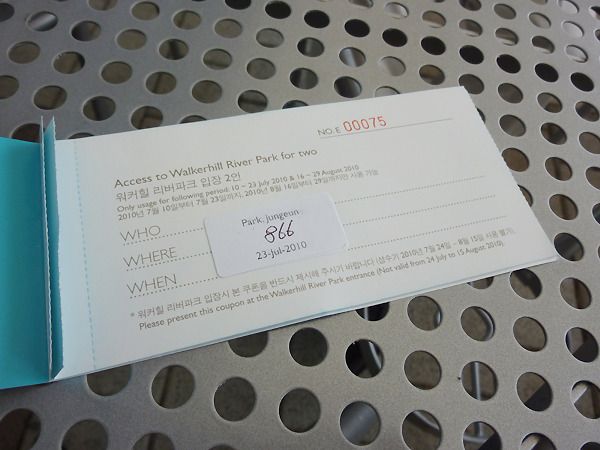 NO. E 00075
Access to Walkerhill River Park for two
워커힐 리버파크 입장 2인
Only usage for following period: 10 ~ 23 July 2010 & 16 ~ 29 August 2010
2010년 7월 10일부터 7월 23일까지, 2010년 8월 16일부터 29일까지만 사용 가능
WHO
WHERE
WHEN
Park, Jungeun
866
23-Jul-2010
* 워커힐 리버파크 입장시 본 쿠폰을 반드시 제시해 주시기 바랍니다 (성수기 2010년 7월 24일 ~ 8월 15일 사용 불가).
Please present this coupon at the Walkerhill River Park entrance (Not valid from 24 July to 15 August 2010).